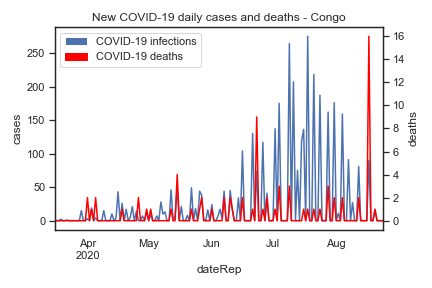 New COVID-19 daily cases and deaths - Congo
COVID-19 infections
COVID-19 deaths
250
200
150
100
50
0
cases
16
14
12
10
8
6
4
2
0
deaths
Apr
2020
May
Jun
Jul
Aug
dateRep